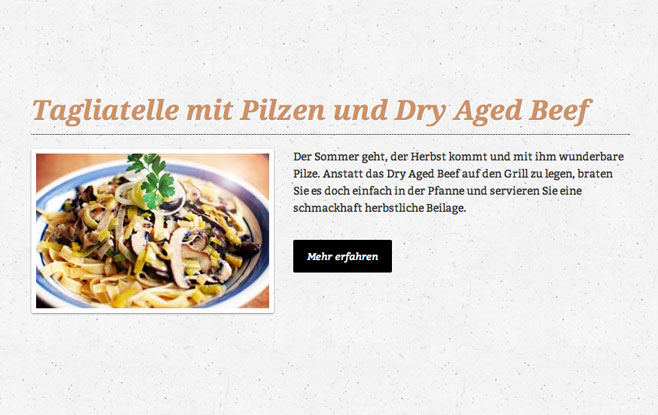 Tagliatelle mit Pilzen und Dry Aged Beef
Der Sommer geht, der Herbst kommt und mit ihm wunderbare
Pilze. Anstatt das Dry Aged Beef auf den Grill zu legen, braten
Sie es doch einfach in der Pfanne und servieren Sie eine
schmackhaft herbstliche Beilage.
Mehr erfahren